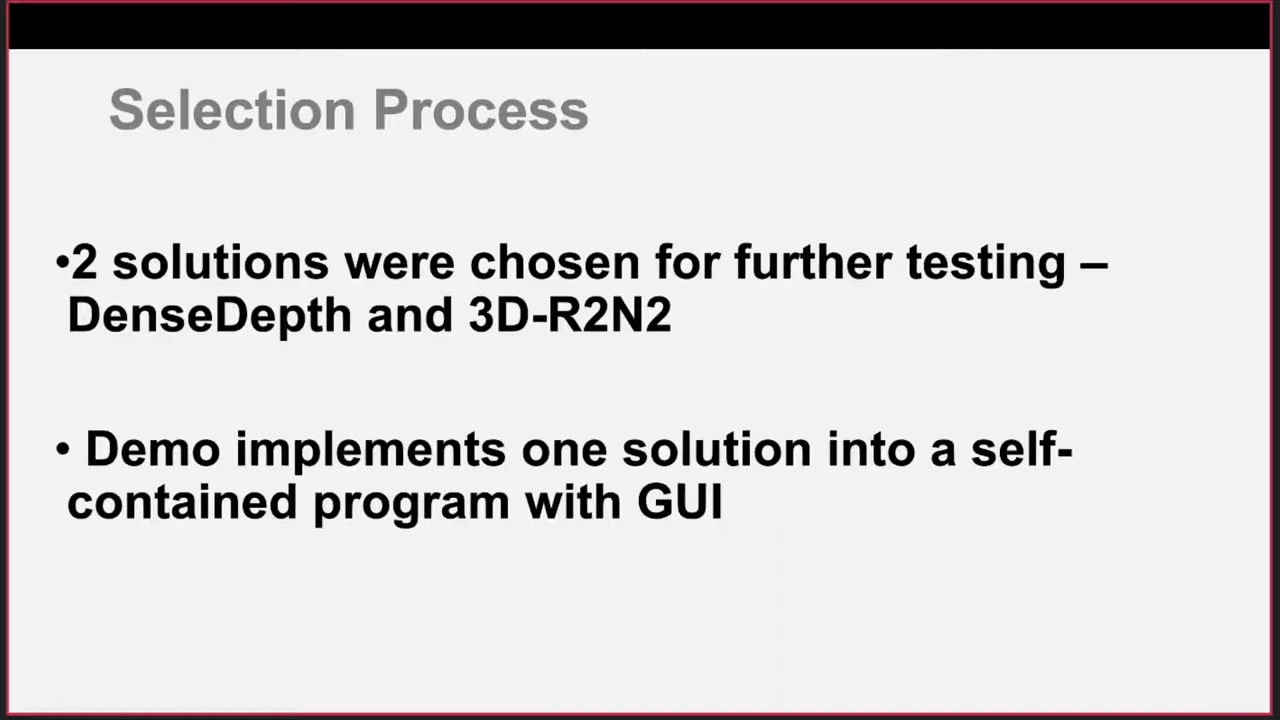 Selection Process
•2 solutions were chosen for further testing –
DenseDepth and 3D-R2N2
• Demo implements one solution into a self-
contained program with GUI